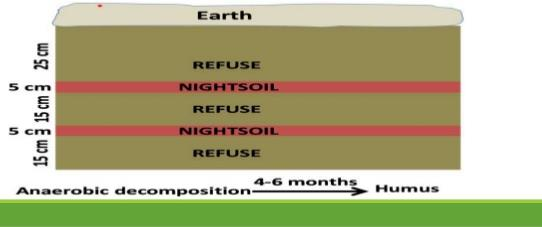 Earth
25 cm
REFUSE
5 cm
NIGHTSOIL
15 cm
REFUSE
5 cm
NIGHTSOIL
15 cm
REFUSE
4-6 months
Anaerobic decomposition Humus